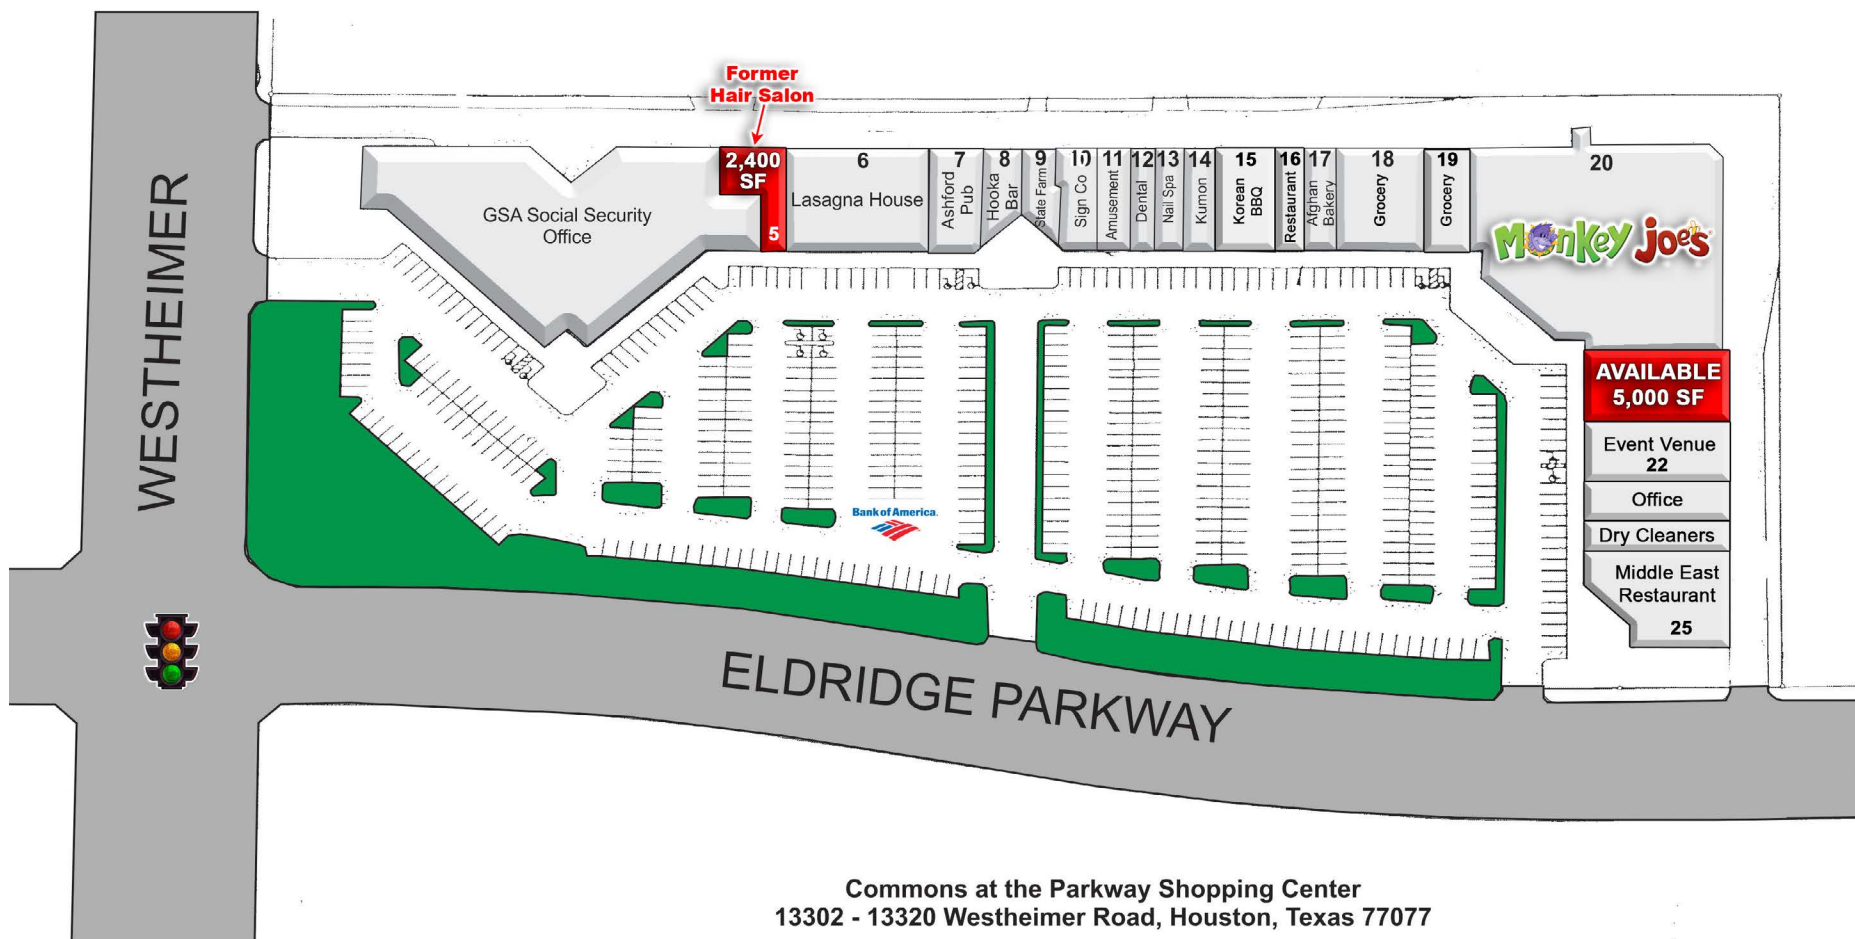 Former
Hair Salon
2,400
SF
5
GSA Social Security
Office
6
Lasagna House
7
Ashford
Pub
8
Hooka
Bar
9
State Farm
10
Sign Co
11
Amusement
12
Dental
13
Nail Spa
14
Kumon
15
Korean
BBQ
16
Restaurant
17
Afghan
Bakery
18
Grocery
19
Grocery
20
Monkey Joe's
AVAILABLE
5,000 SF
Event Venue
22
Office
Dry Cleaners
Middle East
Restaurant
25
Bank of America
WESTHEIMER
ELDRIDGE PARKWAY
Commons at the Parkway Shopping Center
13302 - 13320 Westheimer Road, Houston, Texas 77077